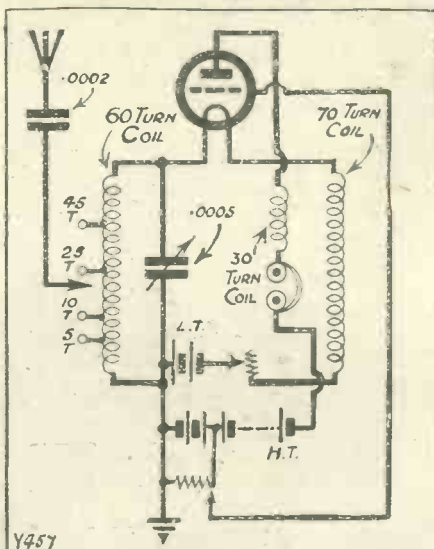 .0002
60 TURN
COIL
70 TURN
COIL
45
T
25
T
10
T
5
T
.0005
30
TURN
COIL
L.T.
H.T.
Y457